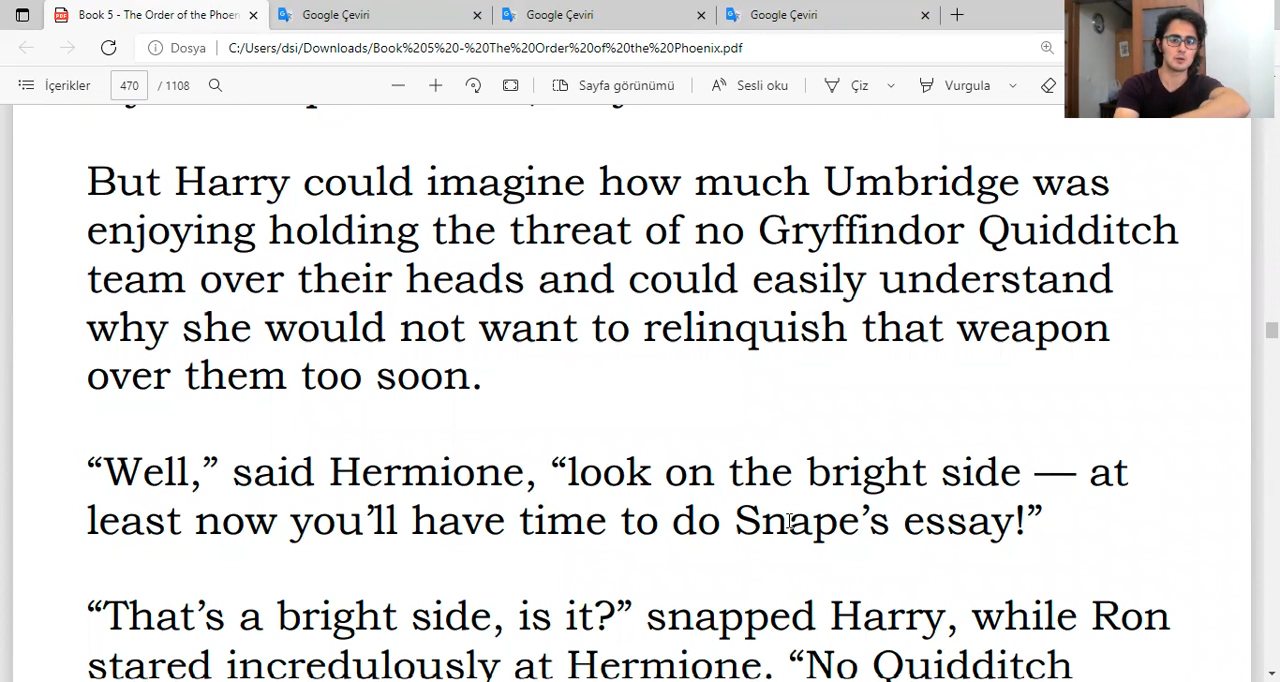 Book 5 - The Order of the Phoen
Google Çeviri
Google Çeviri
Google Çeviri
Dosya
C:/Users/dsi/Downloads/Book%205%20-%20The%20Order%20of%20the%20Phoenix.pdf
İçerikler
470
/ 1108
Sayfa görünümü
Sesli oku
Çiz
Vurgula
But Harry could imagine how much Umbridge was
enjoying holding the threat of no Gryffindor Quidditch
team over their heads and could easily understand
why she would not want to relinquish that weapon
over them too soon.
“Well,” said Hermione, “look on the bright side — at
least now you’ll have time to do Snape’s essay!”
“That’s a bright side, is it?” snapped Harry, while Ron
stared incredulously at Hermione. “No Quidditch